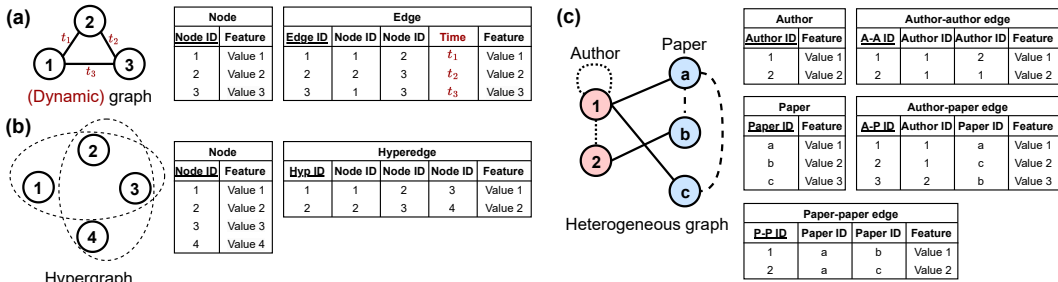 (a)
1
2
3
t₁
t₂
t₃
(Dynamic) graph
Node
Node ID Feature
1 Value 1
2 Value 2
3 Value 3
Edge
Edge ID Node ID Node ID Time Feature
1 1 2 t₁ Value 1
2 2 3 t₂ Value 2
3 1 3 t₃ Value 3
(b)
1
2
3
4
Hypergraph
Node
Node ID Feature
1 Value 1
2 Value 2
3 Value 3
4 Value 4
Hyperedge
Hyp ID Node ID Node ID Node ID Feature
1 1 2 3 Value 1
2 2 3 4 Value 2
(c)
Author
Paper
1
2
a
b
c
Heterogeneous graph
Author
Author ID Feature
1 Value 1
2 Value 2
Author-author edge
A-A ID Author ID Author ID Feature
1 1 2 Value 1
2 1 1 Value 2
Paper
Paper ID Feature
a Value 1
b Value 2
c Value 3
Author-paper edge
A-P ID Author ID Paper ID Feature
1 1 a Value 1
2 1 c Value 2
3 2 b Value 3
Paper-paper edge
P-P ID Paper ID Paper ID Feature
1 a b Value 1
2 a c Value 2